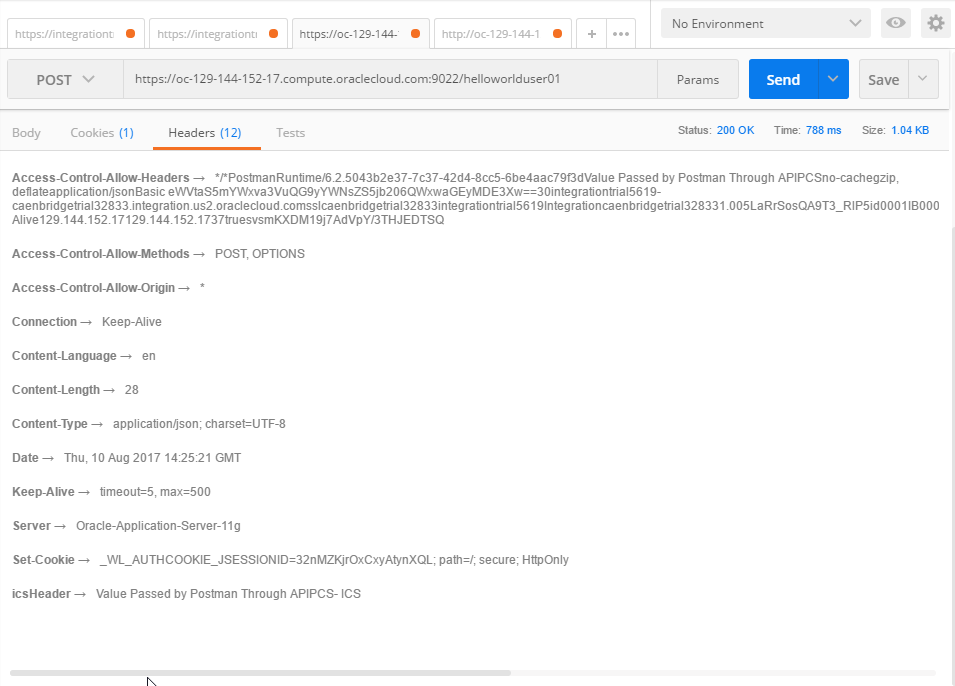 https://integrationt
https://integrationtr
https://oc-129-144-
http://oc-129-144-1
+
•••
No Environment
POST
https://oc-129-144-152-17.compute.oraclecloud.com:9022/helloworlduser01
Params
Send
Save
Body
Cookies (1)
Headers (12)
Tests
Status: 200 OK
Time: 788 ms
Size: 1.04 KB
Access-Control-Allow-Headers → */*PostmanRuntime/6.2.5043b2e37-7c37-42d4-8cc5-6be4aac79f3dValue Passed by Postman Through APIPCSno-cachegzip,
deflateapplication/jsonBasic eWVtaS5mYWxva3VuQG9yYWNsZS5jb206QWxwaGEyMDE3Xw==30integrationtrial5619-
caenbridgetrial32833.integration.us2.oraclecloud.comsslcaenbridgetrial32833integrationtrial5619Integrationcaenbridgetrial328331.005LaRrSosQA9T3_RIP5id0001IB000
Alive129.144.152.17129.144.152.1737truesvsmKXDM19j7AdVpY/3THJEDTSQ
Access-Control-Allow-Methods → POST, OPTIONS
Access-Control-Allow-Origin → *
Connection → Keep-Alive
Content-Language → en
Content-Length → 28
Content-Type → application/json; charset=UTF-8
Date → Thu, 10 Aug 2017 14:25:21 GMT
Keep-Alive → timeout=5, max=500
Server → Oracle-Application-Server-11g
Set-Cookie → _WL_AUTHCOOKIE_JSESSIONID=32nMZKjrOxCxyAtynXQL; path=/; secure; HttpOnly
icsHeader → Value Passed by Postman Through APIPCS- ICS